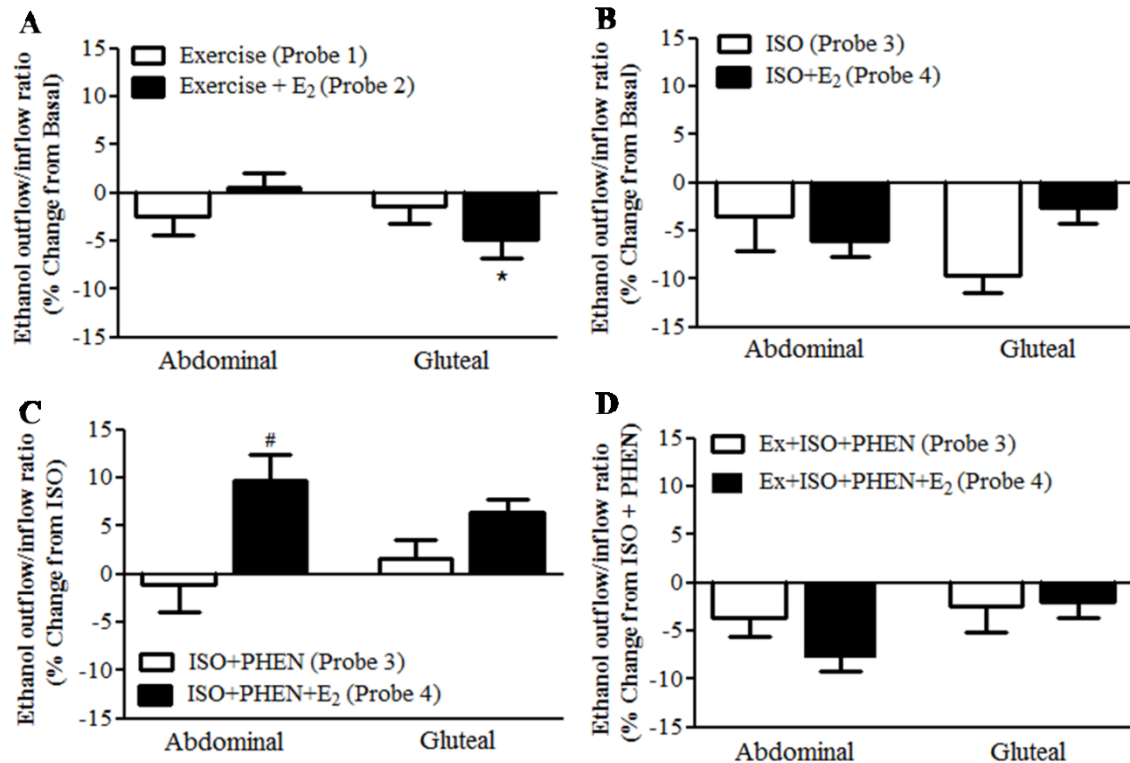 A
Ethanol outflow/inflow ratio
(% Change from Basal)
15
10
5
0
-5
-10
-15
Exercise (Probe 1)
Exercise + E₂ (Probe 2)
*
Abdominal
Gluteal
B
Ethanol outflow/inflow ratio
(% Change from Basal)
15
10
5
0
-5
-10
-15
ISO (Probe 3)
ISO+E₂ (Probe 4)
Abdominal
Gluteal
C
Ethanol outflow/inflow ratio
(% Change from ISO)
15
10
5
0
-5
-10
-15
#
ISO+PHEN (Probe 3)
ISO+PHEN+E₂ (Probe 4)
Abdominal
Gluteal
D
Ethanol outflow/inflow ratio
(% Change from ISO + PHEN)
15
10
5
0
-5
-10
-15
Ex+ISO+PHEN (Probe 3)
Ex+ISO+PHEN+E₂ (Probe 4)
Abdominal
Gluteal